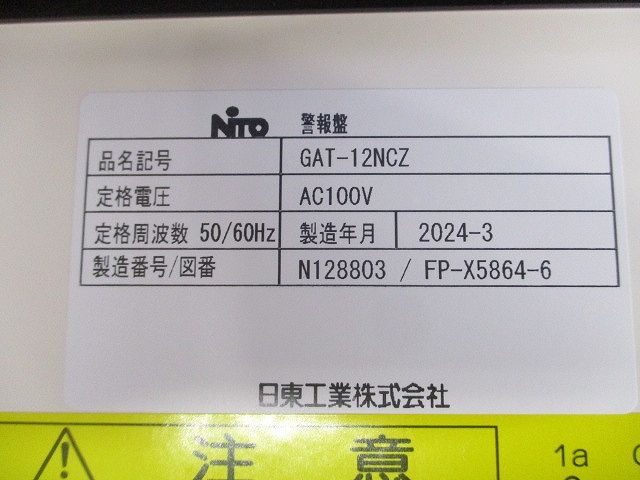 NITO 警報盤
品名記号 GAT-12NCZ
定格電圧 AC100V
定格周波数 50/60Hz 製造年月 2024-3
製造番号/図番 N128803 / FP-X5864-6
日東工業株式会社
注意 1a